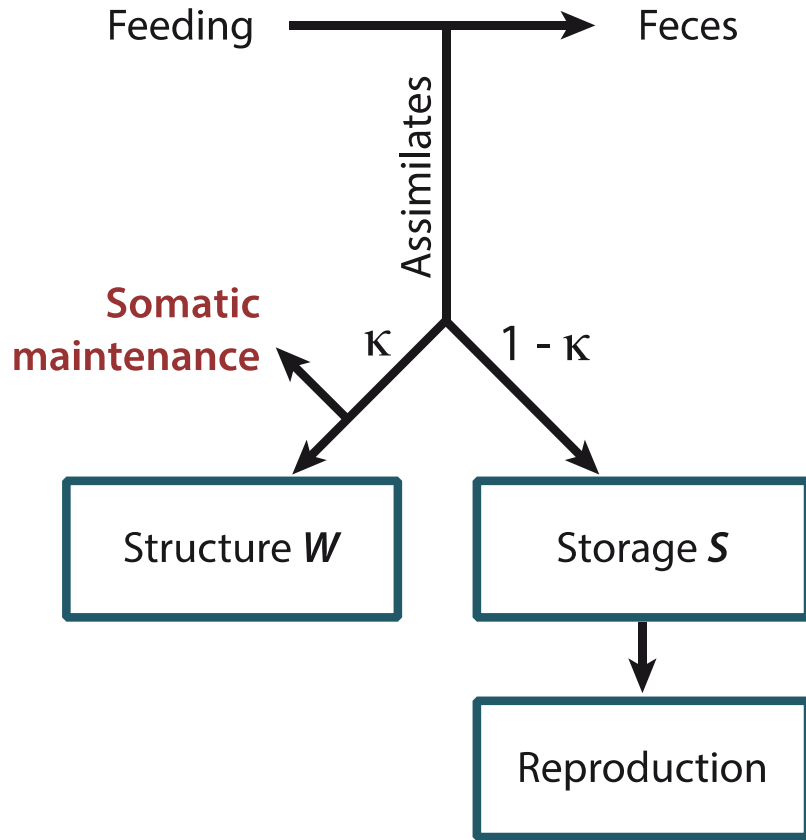 Feeding
Feces
Assimilates
Somatic
maintenance
κ
1 - κ
Structure W
Storage S
Reproduction